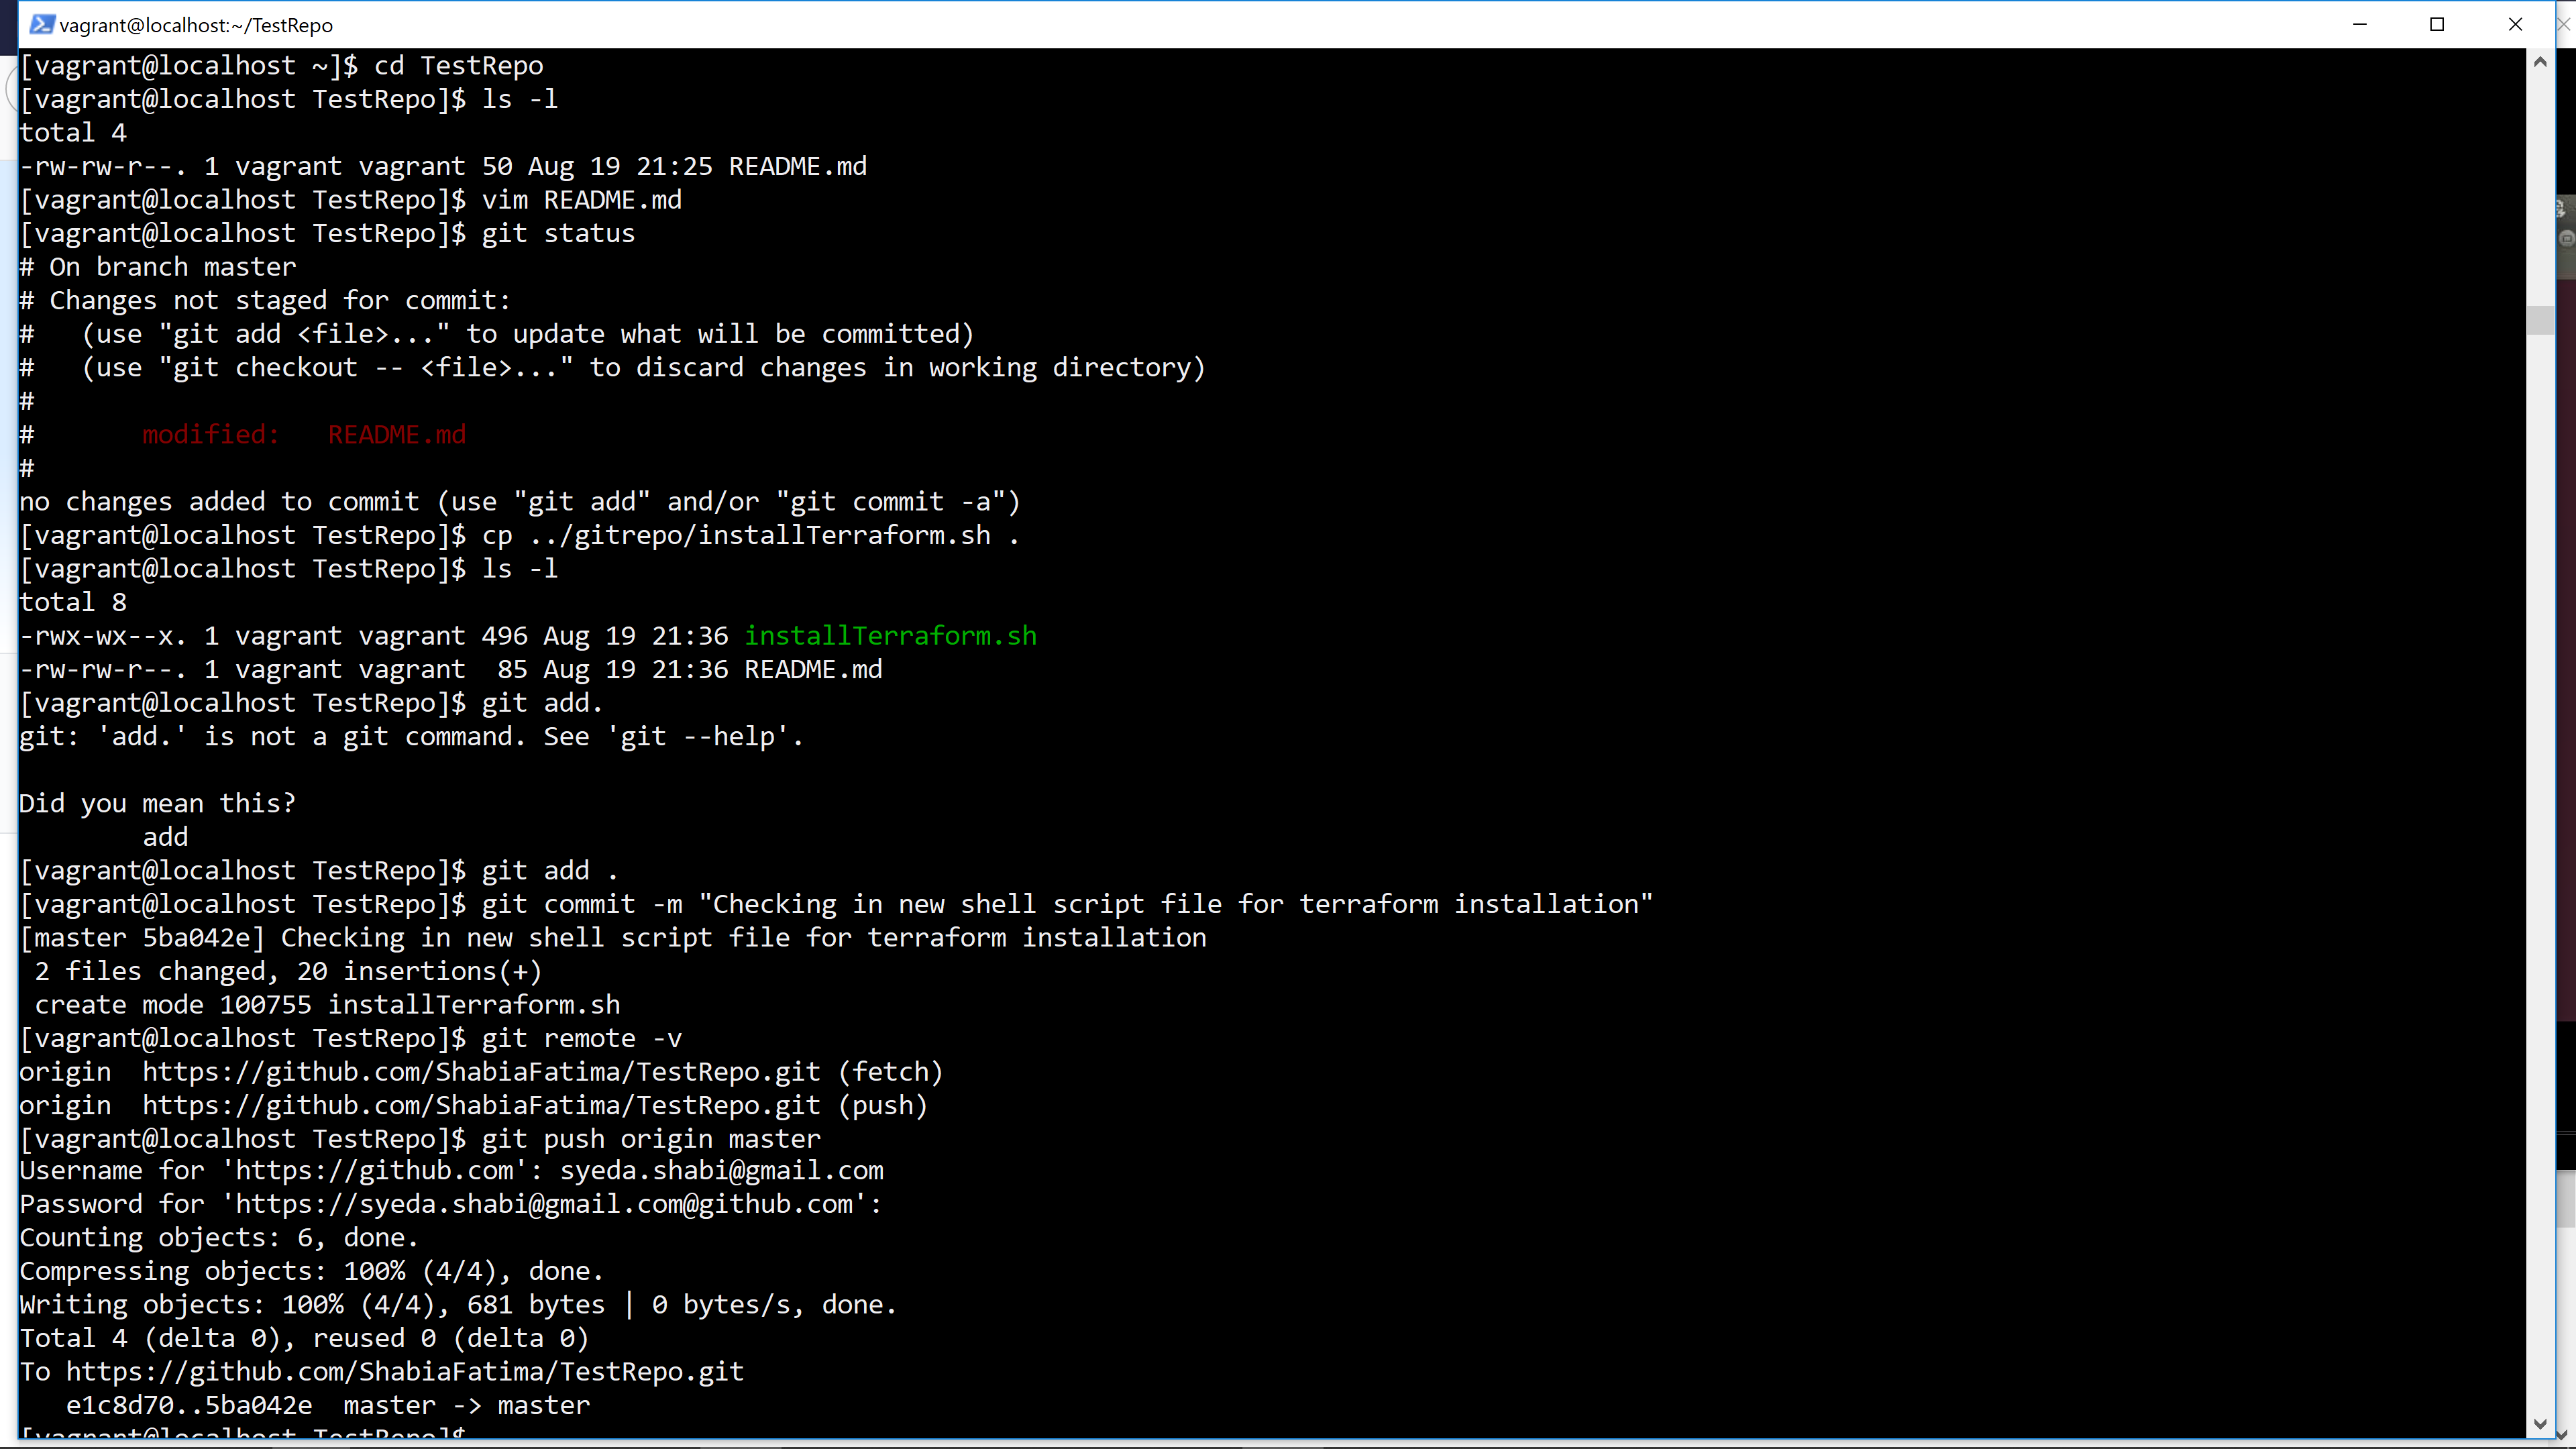 vagrant@localhost:~/TestRepo
[vagrant@localhost ~]$ cd TestRepo
[vagrant@localhost TestRepo]$ ls -l
total 4
-rw-rw-r--. 1 vagrant vagrant 50 Aug 19 21:25 README.md
[vagrant@localhost TestRepo]$ vim README.md
[vagrant@localhost TestRepo]$ git status
# On branch master
# Changes not staged for commit:
#   (use "git add <file>..." to update what will be committed)
#   (use "git checkout -- <file>..." to discard changes in working directory)
#
#       modified:   README.md
#
no changes added to commit (use "git add" and/or "git commit -a")
[vagrant@localhost TestRepo]$ cp ../gitrepo/installTerraform.sh .
[vagrant@localhost TestRepo]$ ls -l
total 8
-rwx-wx--x. 1 vagrant vagrant 496 Aug 19 21:36 installTerraform.sh
-rw-rw-r--. 1 vagrant vagrant  85 Aug 19 21:36 README.md
[vagrant@localhost TestRepo]$ git add.
git: 'add.' is not a git command. See 'git --help'.
Did you mean this?
        add
[vagrant@localhost TestRepo]$ git add .
[vagrant@localhost TestRepo]$ git commit -m "Checking in new shell script file for terraform installation"
[master 5ba042e] Checking in new shell script file for terraform installation
 2 files changed, 20 insertions(+)
 create mode 100755 installTerraform.sh
[vagrant@localhost TestRepo]$ git remote -v
origin  https://github.com/ShabiaFatima/TestRepo.git (fetch)
origin  https://github.com/ShabiaFatima/TestRepo.git (push)
[vagrant@localhost TestRepo]$ git push origin master
Username for 'https://github.com': syeda.shabi@gmail.com
Password for 'https://syeda.shabi@gmail.com@github.com':
Counting objects: 6, done.
Compressing objects: 100% (4/4), done.
Writing objects: 100% (4/4), 681 bytes | 0 bytes/s, done.
Total 4 (delta 0), reused 0 (delta 0)
To https://github.com/ShabiaFatima/TestRepo.git
   e1c8d70..5ba042e  master -> master
[vagrant@localhost TestRepo]$